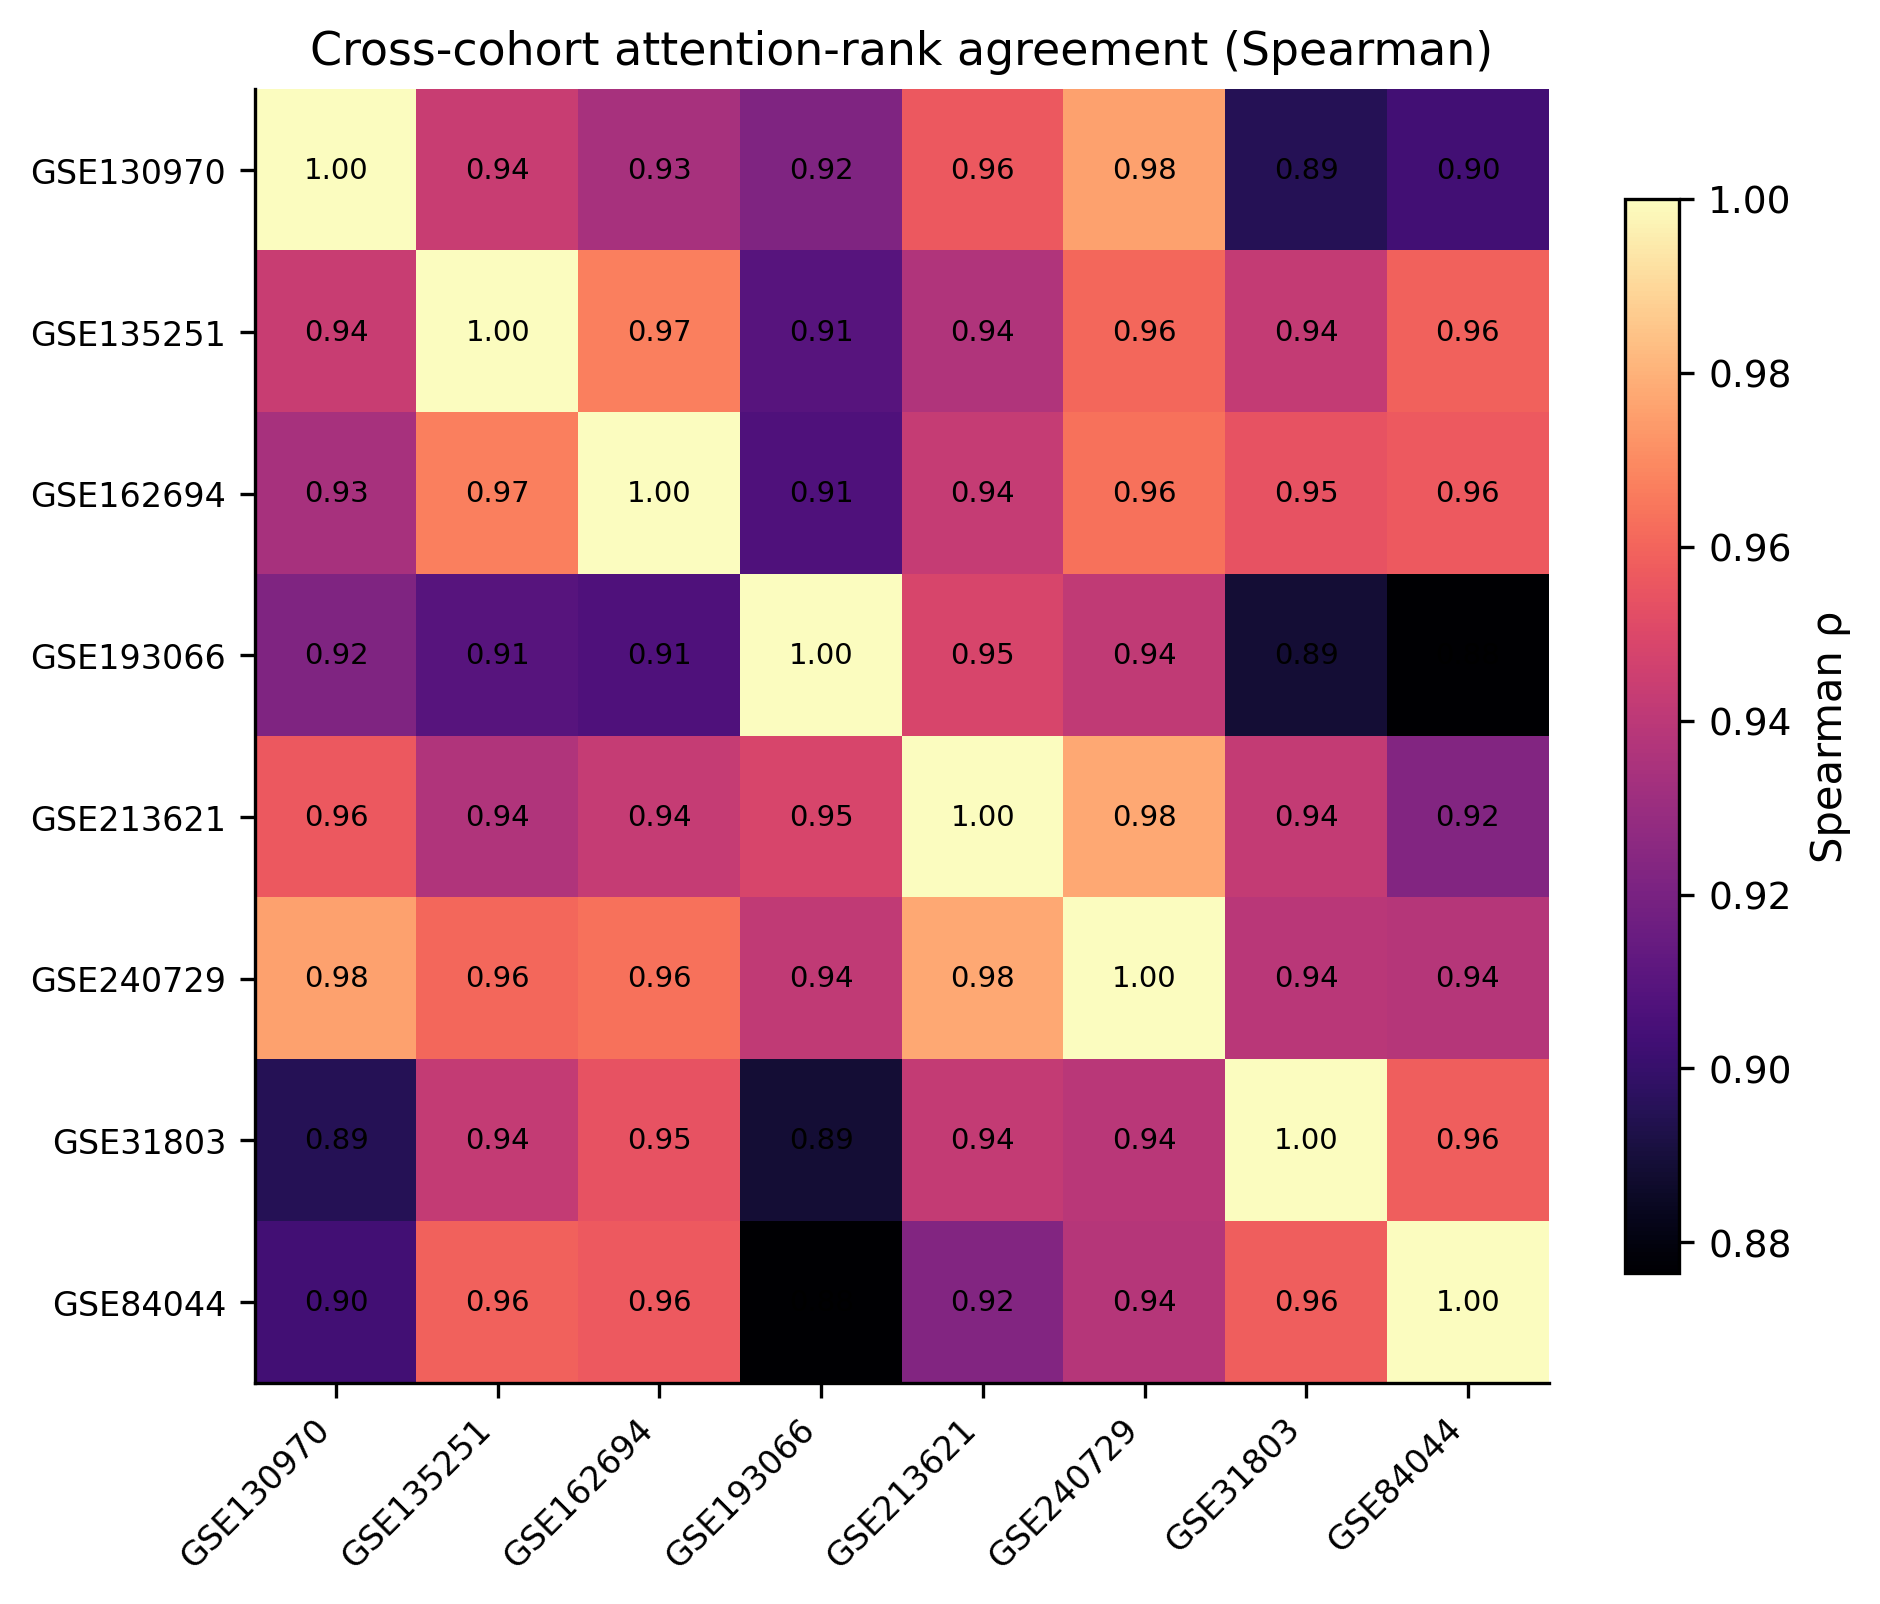 Cross-cohort attention-rank agreement (Spearman)
GSE130970 1.00 0.94 0.93 0.92 0.96 0.98 0.89 0.90
GSE135251 0.94 1.00 0.97 0.91 0.94 0.96 0.94 0.96
GSE162694 0.93 0.97 1.00 0.91 0.94 0.96 0.95 0.96
GSE193066 0.92 0.91 0.91 1.00 0.95 0.94 0.89
GSE213621 0.96 0.94 0.94 0.95 1.00 0.98 0.94 0.92
GSE240729 0.98 0.96 0.96 0.94 0.98 1.00 0.94 0.94
GSE31803 0.89 0.94 0.95 0.89 0.94 0.94 1.00 0.96
GSE84044 0.90 0.96 0.96 0.92 0.94 0.96 1.00
GSE130970 GSE135251 GSE162694 GSE193066 GSE213621 GSE240729 GSE31803 GSE84044
1.00
0.98
0.96
0.94
0.92
0.90
0.88
Spearman ρ